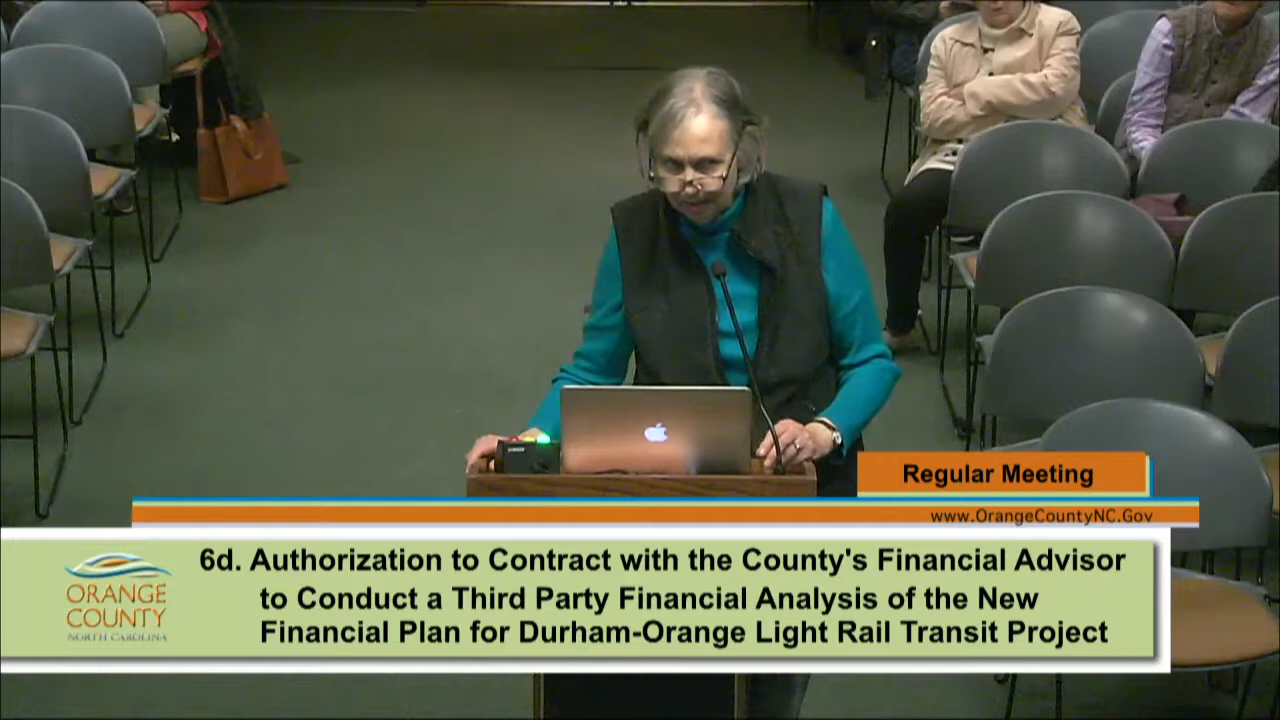 Regular Meeting
www.OrangeCountyNC.Gov
6d. Authorization to Contract with the County's Financial Advisor
to Conduct a Third Party Financial Analysis of the New
Financial Plan for Durham-Orange Light Rail Transit Project
ORANGE
COUNTY
NORTH CAROLINA